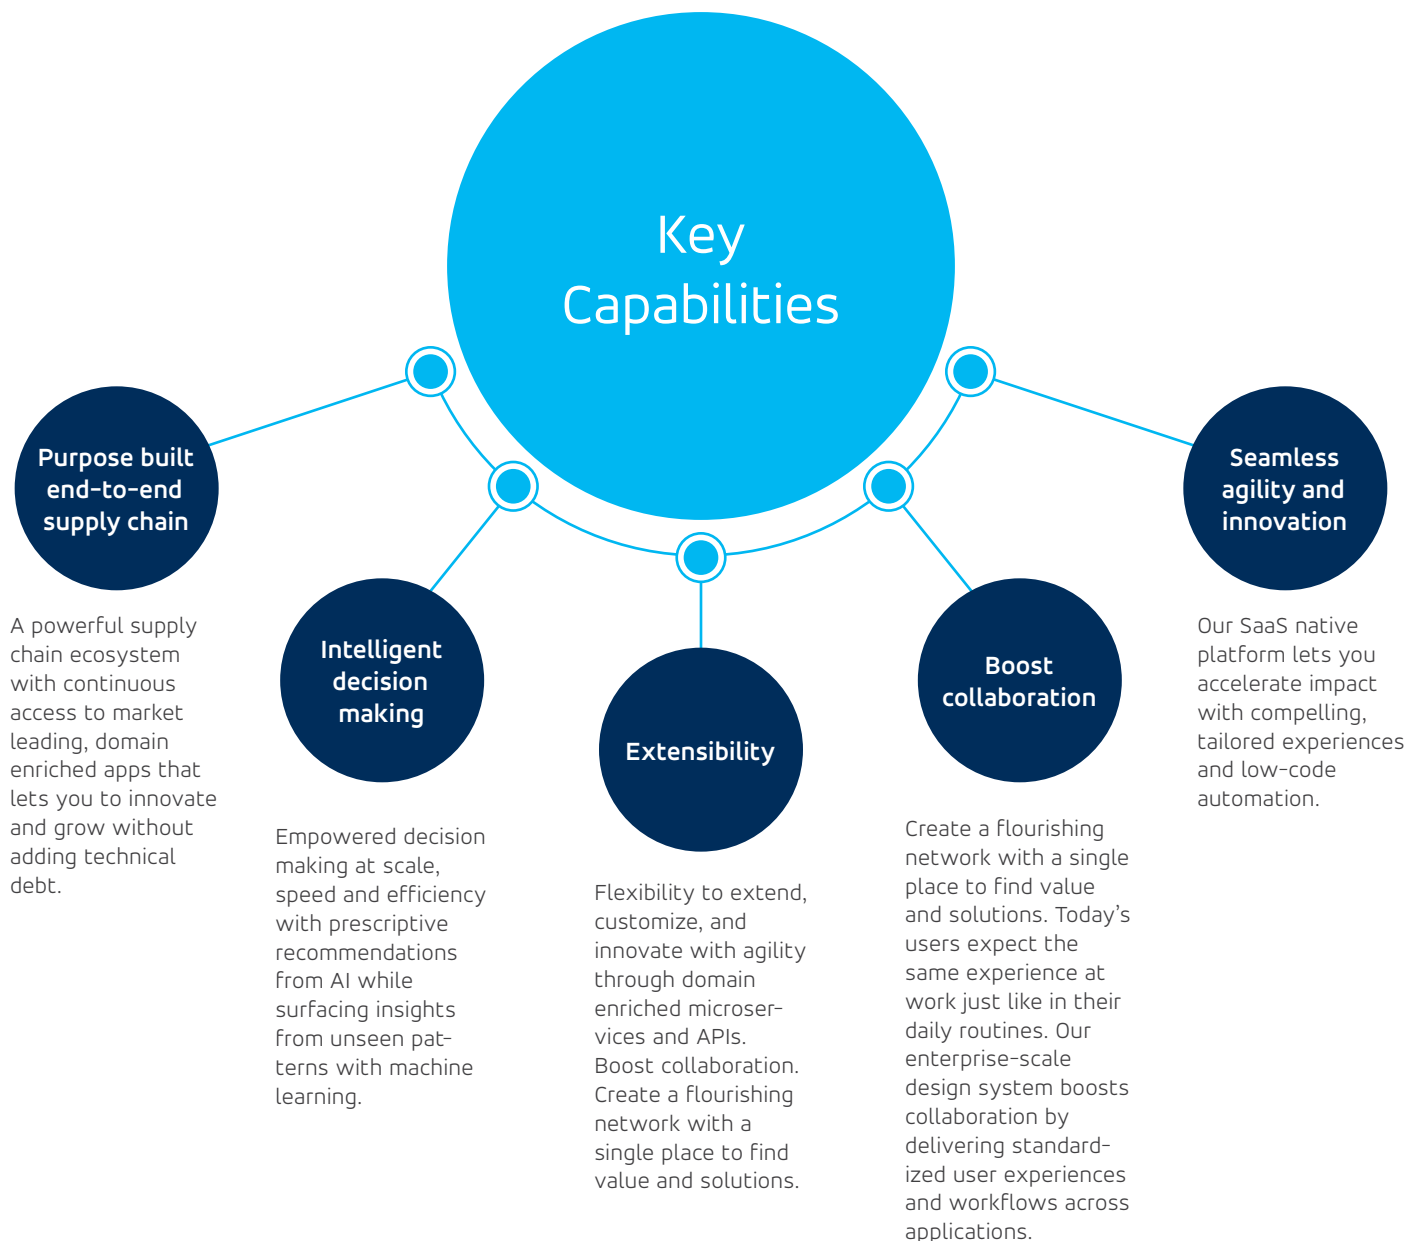 Key
Capabilities
Purpose built
end-to-end
supply chain
A powerful supply
chain ecosystem
with continuous
access to market
leading, domain
enriched apps that
lets you to innovate
and grow without
adding technical
debt.
Intelligent
decision
making
Empowered decision
making at scale,
speed and efficiency
with prescriptive
recommendations
from AI while
surfacing insights
from unseen pat-
terns with machine
learning.
Extensibility
Flexibility to extend,
customize, and
innovate with agility
through domain
enriched microser-
vices and APIs.
Boost collaboration.
Create a flourishing
network with a
single place to find
value and solutions.
Boost
collaboration
Create a flourishing
network with a single
place to find value
and solutions. Today’s
users expect the
same experience at
work just like in their
daily routines. Our
enterprise-scale
design system boosts
collaboration by
delivering standard-
ized user experiences
and workflows across
applications.
Seamless
agility and
innovation
Our SaaS native
platform lets you
accelerate impact
with compelling,
tailored experiences
and low-code
automation.